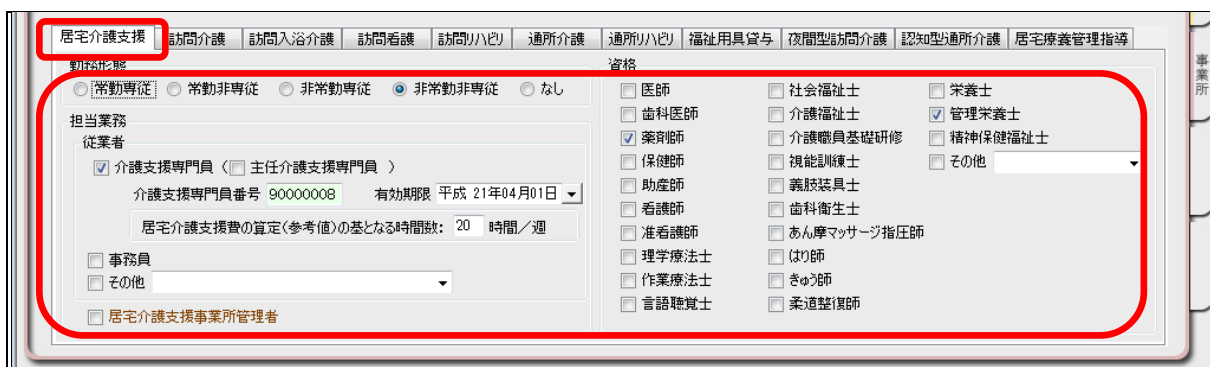 居宅介護支援 訪問介護 訪問入浴介護 訪問看護 訪問リハビリ 通所介護 通所リハビリ 福祉用具貸与 夜間型訪問介護 認知型通所介護 居宅療養管理指導
勤務形態
常勤専従 常勤非専従 非常勤専従 非常勤非専従 なし
担当業務
従業者
介護支援専門員 ( 主任介護支援専門員 )
介護支援専門員番号 90000008 有効期限 平成 21年04月01日
居宅介護支援費の算定(参考値)の基となる時間数: 20 時間/週
事務員
その他
居宅介護支援事業所管理者
資格
医師
歯科医師
薬剤師
保健師
助産師
看護師
准看護師
理学療法士
作業療法士
言語聴覚士
社会福祉士
介護福祉士
介護職員基礎研修
視能訓練士
義肢装具士
歯科衛生士
あん摩マッサージ指圧師
はり師
きゅう師
柔道整復師
栄養士
管理栄養士
精神保健福祉士
その他
事業所